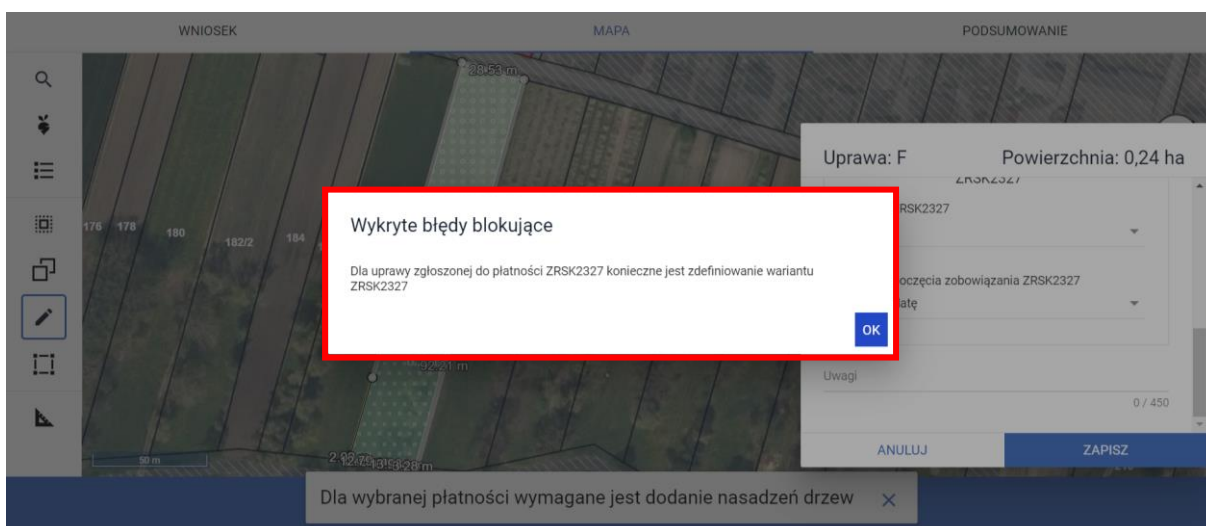 WNIOSEK
MAPA
PODSUMOWANIE
28.53 m
176
178
180
182/2
184
Uprawa: F
Powierzchnia: 0,24 ha
ZRSK2327
RSK2327
Wykryte błędy blokujące
Dla uprawy zgłoszonej do płatności ZRSK2327 konieczne jest zdefiniowanie wariantu
ZRSK2327
OK
oczęcia zobowiązania ZRSK2327
atę
Uwagi
0 / 450
ANULUJ
ZAPISZ
50 m
Dla wybranej płatności wymagane jest dodanie nasadzeń drzew